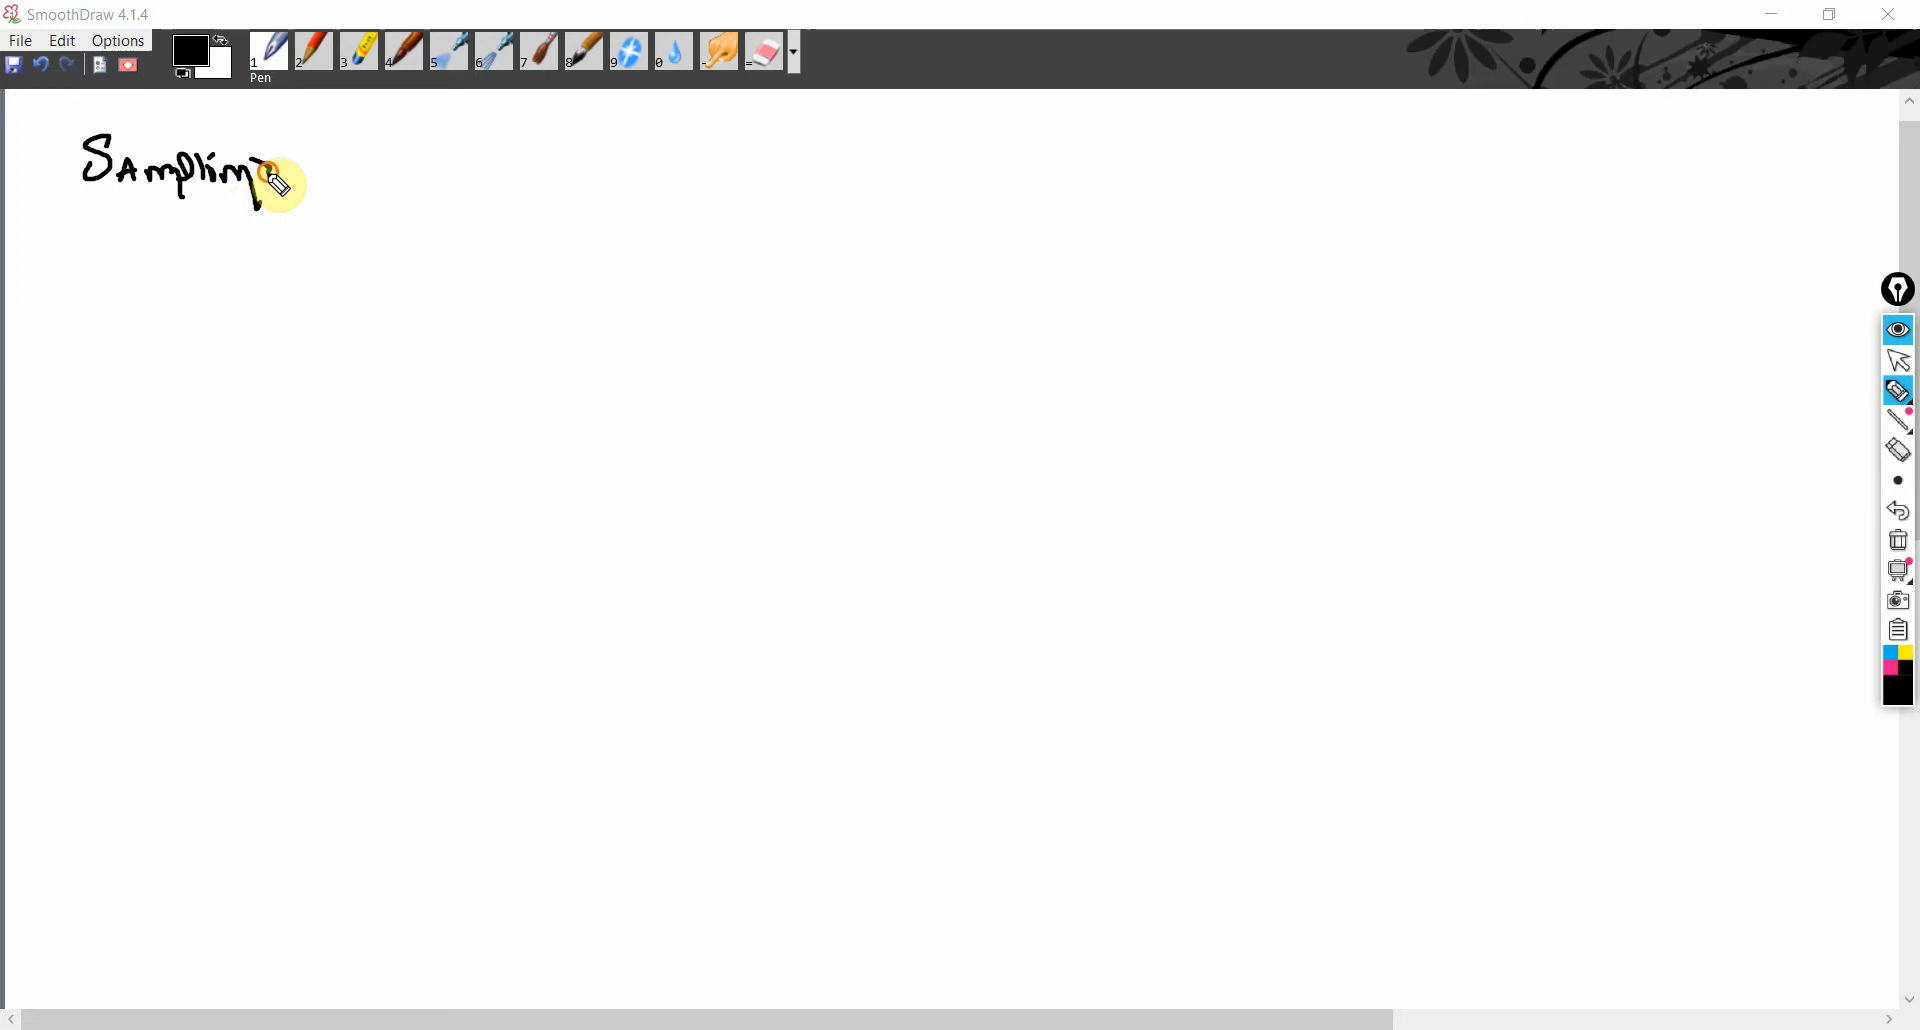 SmoothDraw 4.1.4
File Edit Options
1 2 3 4 5 6 7 8 9 0 - =
Pen
Sampling